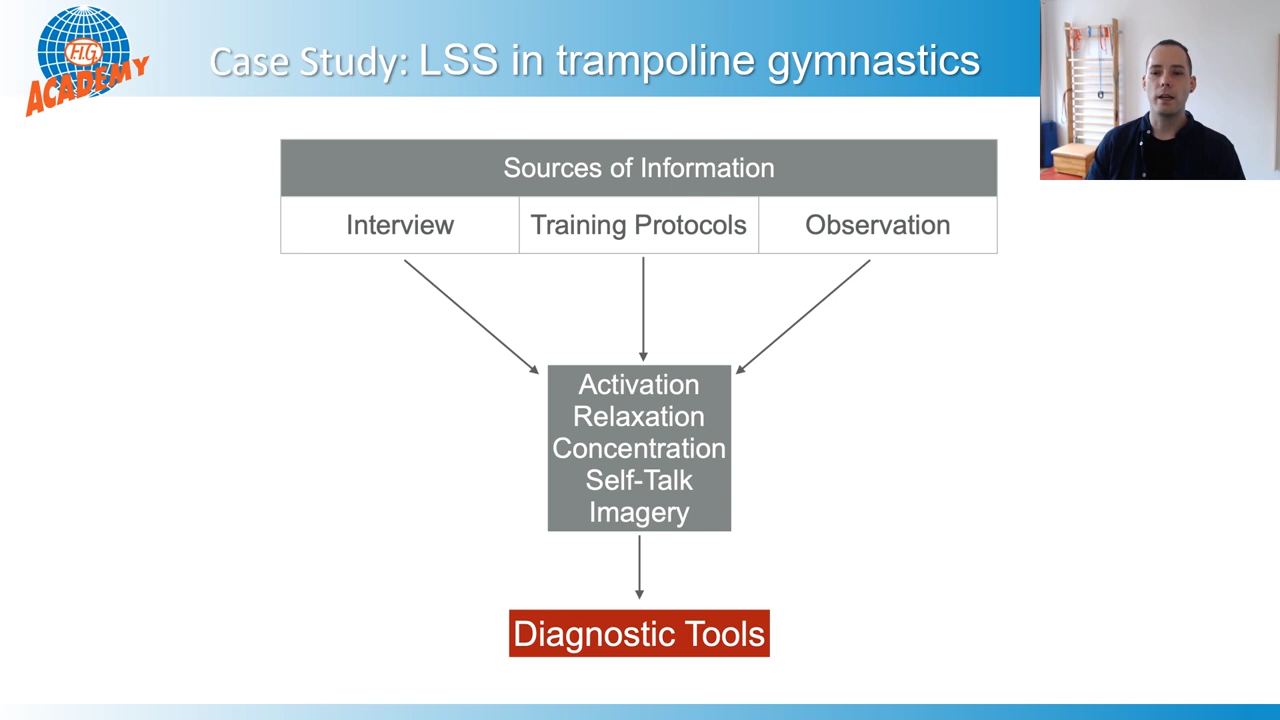 F.I.G.
ACADEMY
Case Study: LSS in trampoline gymnastics
Sources of Information
Interview
Training Protocols
Observation
Activation
Relaxation
Concentration
Self-Talk
Imagery
Diagnostic Tools